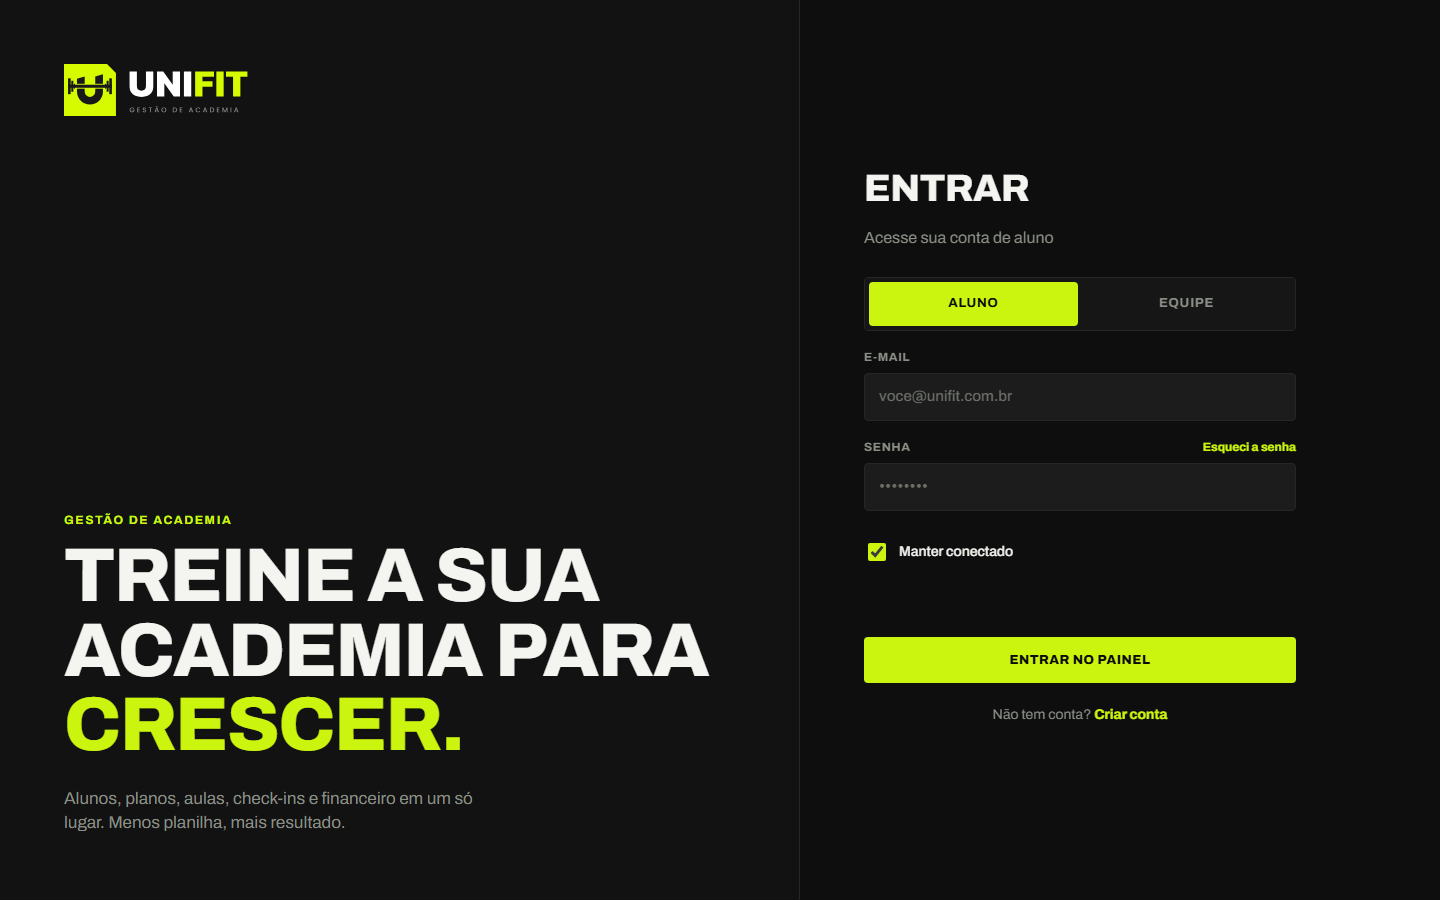 UNIFIT
GESTÃO DE ACADEMIA
GESTÃO DE ACADEMIA
TREINE A SUA
ACADEMIA PARA
CRESCER.
Alunos, planos, aulas, check-ins e financeiro em um só
lugar. Menos planilha, mais resultado.
ENTRAR
Acesse sua conta de aluno
ALUNO
EQUIPE
E-MAIL
voce@unifit.com.br
SENHA
Esqueci a senha
••••••••
Manter conectado
ENTRAR NO PAINEL
Não tem conta? Criar conta